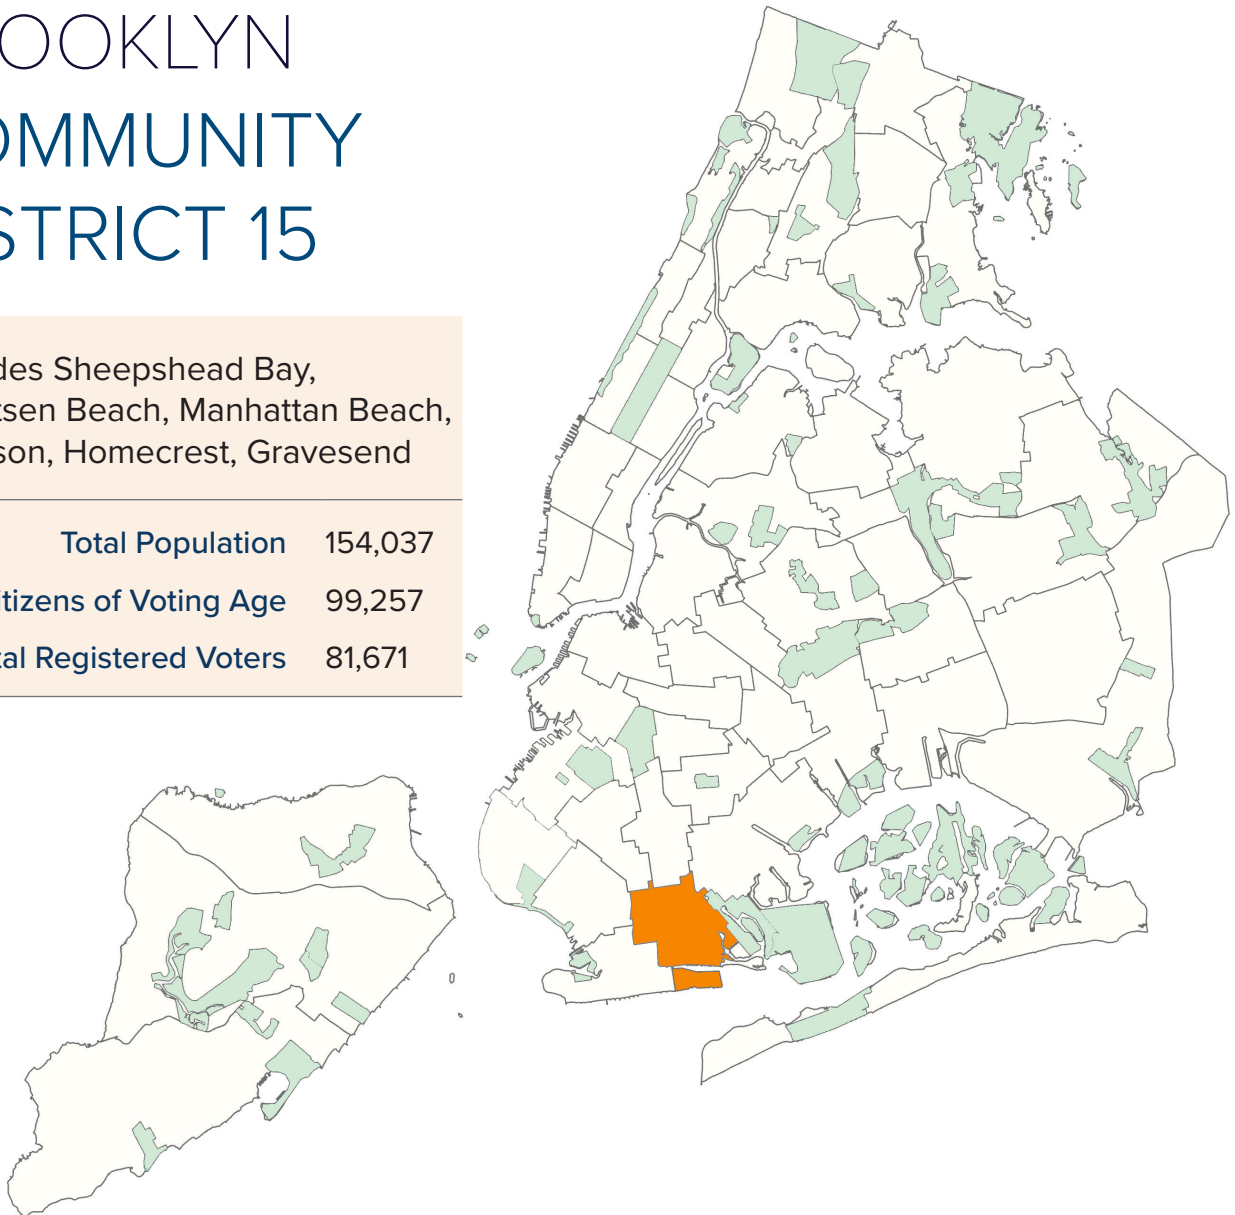 OOKLYN
OMMUNITY
STRICT 15
des Sheepshead Bay,
tsen Beach, Manhattan Beach,
son, Homecrest, Gravesend
Total Population 154,037
itizens of Voting Age 99,257
tal Registered Voters 81,671